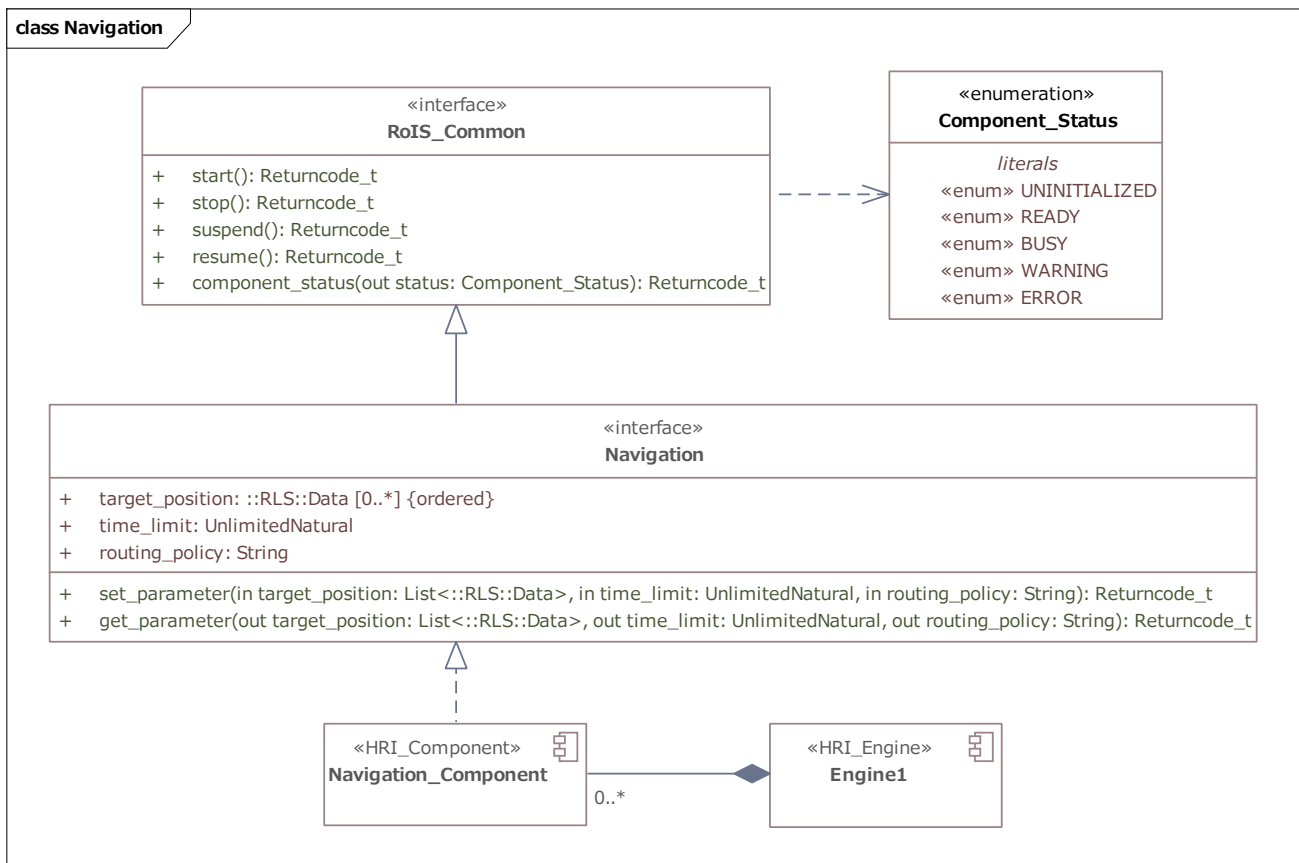 class Navigation
«interface»
RoIS_Common
+ start(): Returncode_t
+ stop(): Returncode_t
+ suspend(): Returncode_t
+ resume(): Returncode_t
+ component_status(out status: Component_Status): Returncode_t
«enumeration»
Component_Status
literals
«enum» UNINITIALIZED
«enum» READY
«enum» BUSY
«enum» WARNING
«enum» ERROR
«interface»
Navigation
+ target_position: ::RLS::Data [0..*] {ordered}
+ time_limit: UnlimitedNatural
+ routing_policy: String
+ set_parameter(in target_position: List<::RLS::Data>, in time_limit: UnlimitedNatural, in routing_policy: String): Returncode_t
+ get_parameter(out target_position: List<::RLS::Data>, out time_limit: UnlimitedNatural, out routing_policy: String): Returncode_t
«HRI_Component»
Navigation_Component
0..*
«HRI_Engine»
Engine1